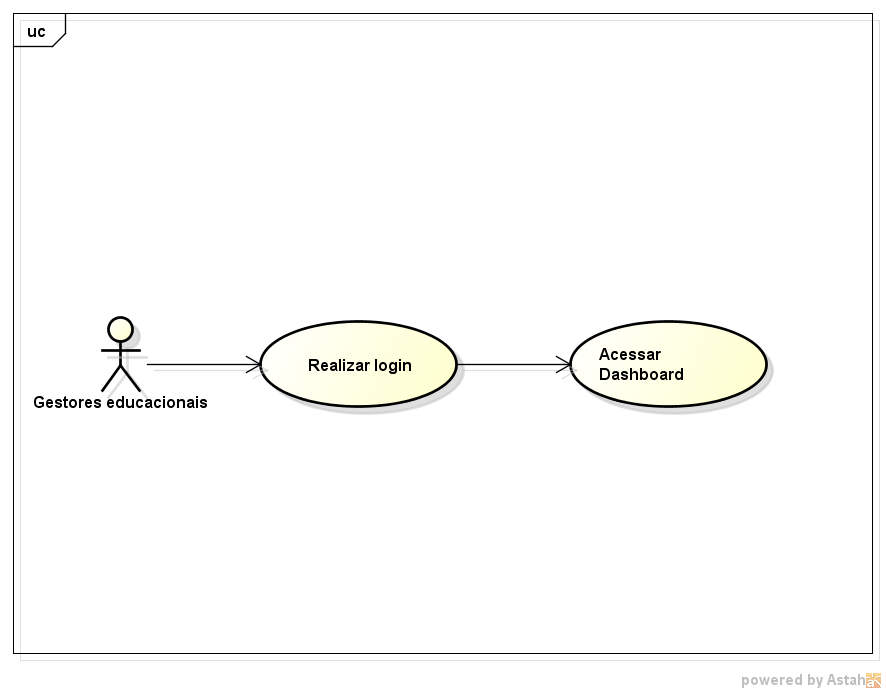 uc
Gestores educacionais
Realizar login
Acessar
Dashboard
powered by Astah